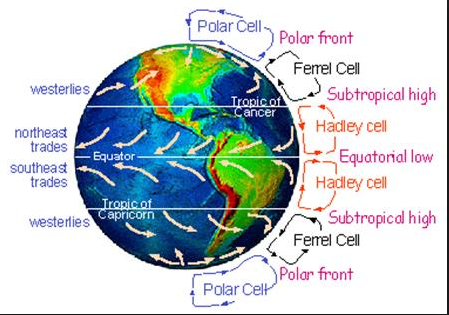 Polar Cell
Polar front
Ferrel Cell
westerlies
Subtropical high
Tropic of
Cancer
Hadley cell
northeast
trades
Equator
Equatorial low
southeast
trades
Hadley cell
Tropic of
Capricorn
Subtropical high
westerlies
Ferrel Cell
Polar front
Polar Cell